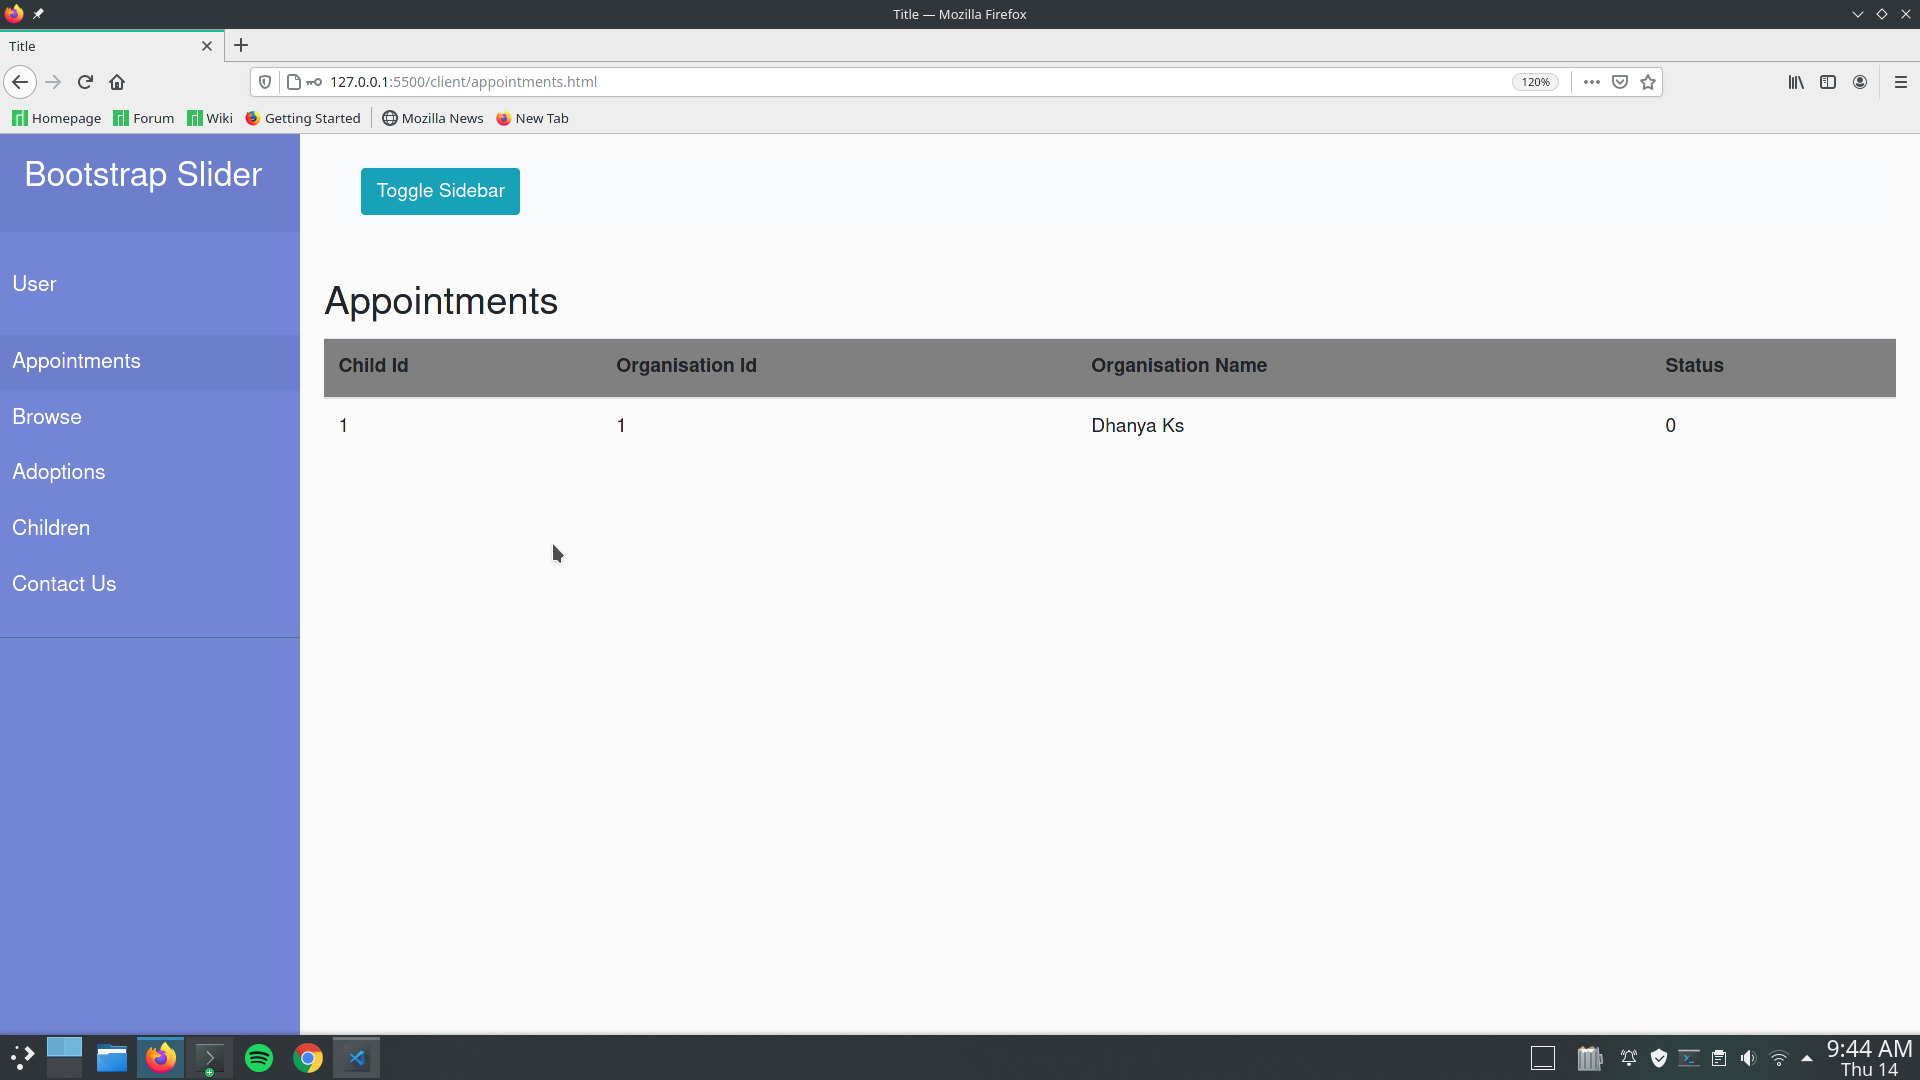 Title — Mozilla Firefox
Title
127.0.0.1:5500/client/appointments.html
120%
Homepage
Forum
Wiki
Getting Started
Mozilla News
New Tab
Bootstrap Slider
Toggle Sidebar
User
Appointments
Browse
Adoptions
Children
Contact Us
Appointments
Child Id Organisation Id Organisation Name Status
1 1 Dhanya Ks 0
9:44 AM
Thu 14